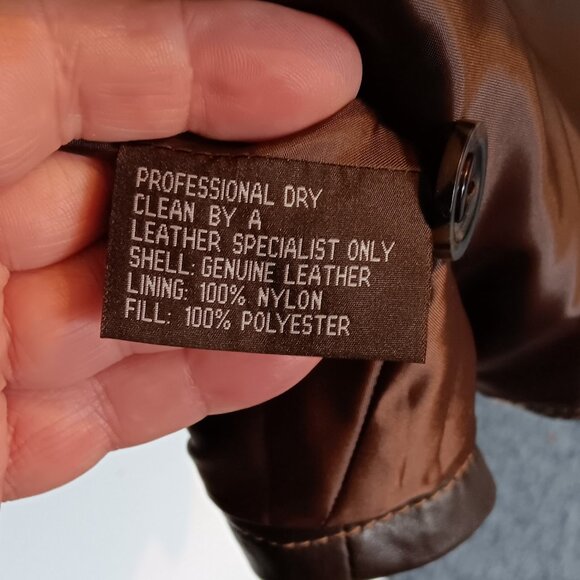 PROFESSIONAL DRY
CLEAN BY A
LEATHER SPECIALIST ONLY
SHELL: GENUINE LEATHER
LINING: 100% NYLON
FILL: 100% POLYESTER